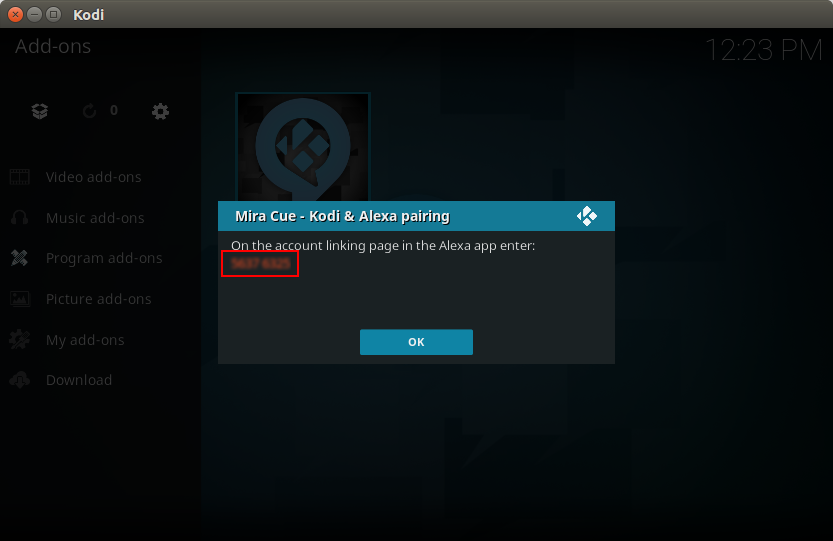 Kodi
Add-ons
12:23 PM
0
Video add-ons
Music add-ons
Program add-ons
Picture add-ons
My add-ons
Download
Mira Cue - Kodi & Alexa pairing
On the account linking page in the Alexa app enter:
OK